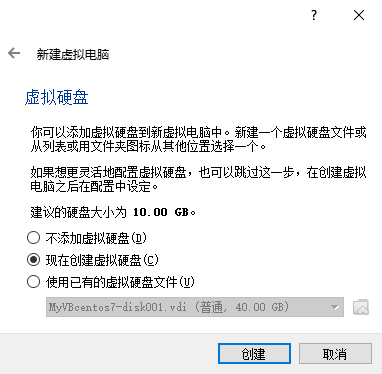 ?
新建虚拟电脑
虚拟硬盘
你可以添加虚拟硬盘到新虚拟电脑中。新建一个虚拟硬盘文件或
从列表或用文件夹图标从其他位置选择一个。
如果想更灵活地配置虚拟硬盘，也可以跳过这一步，在创建虚拟
电脑之后在配置中设定。
建议的硬盘大小为 10.00 GB。
不添加虚拟硬盘(D)
现在创建虚拟硬盘(C)
使用已有的虚拟硬盘文件(U)
MyVBcentos7-disk001.vdi (普通, 40.00 GB)
创建
取消